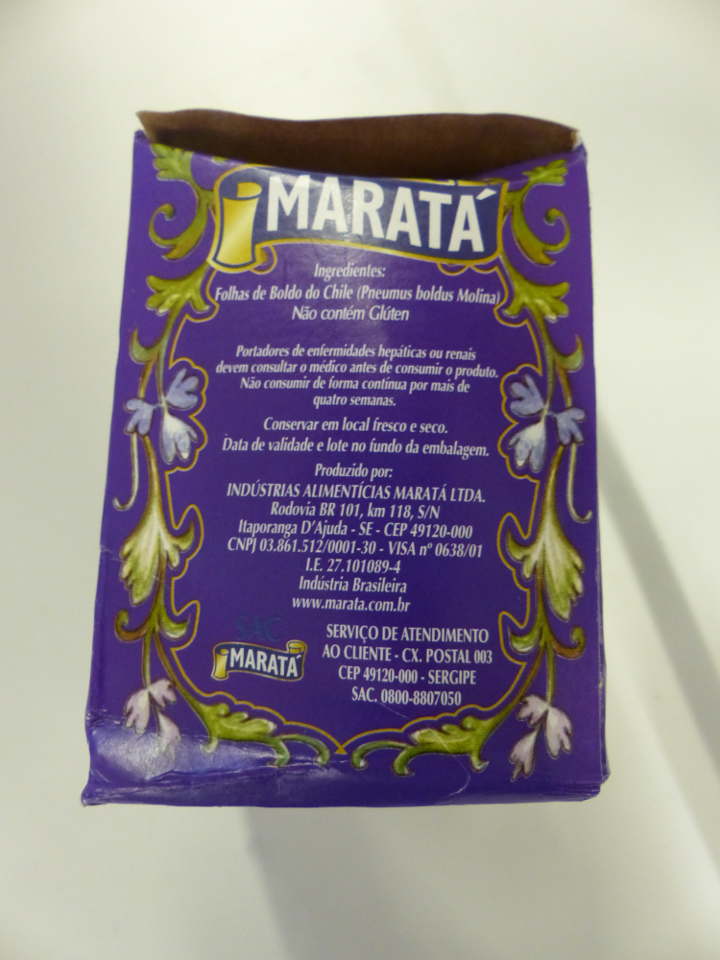 MARATÁ
Ingredientes:
Folhas de Boldo do Chile (Pneumus boldus Molina)
Não contém Glúten
Portadores de enfermidades hepáticas ou renais
devem consultar o médico antes de consumir o produto.
Não consumir de forma contínua por mais de
quatro semanas.
Conservar em local fresco e seco.
Data de validade e lote no fundo da embalagem.
Produzido por:
INDÚSTRIAS ALIMENTÍCIAS MARATÁ LTDA.
Rodovia BR 101, km 118, S/N
Itaporanga D'Ajuda - SE - CEP 49120-000
CNPJ 03.861.512/0001-30 - VISA nº 0638/01
I.E. 27.101089-4
Indústria Brasileira
www.marata.com.br
SAC
MARATÁ
SERVIÇO DE ATENDIMENTO
AO CLIENTE - CX. POSTAL 003
CEP 49120-000 - SERGIPE
SAC. 0800-8807050